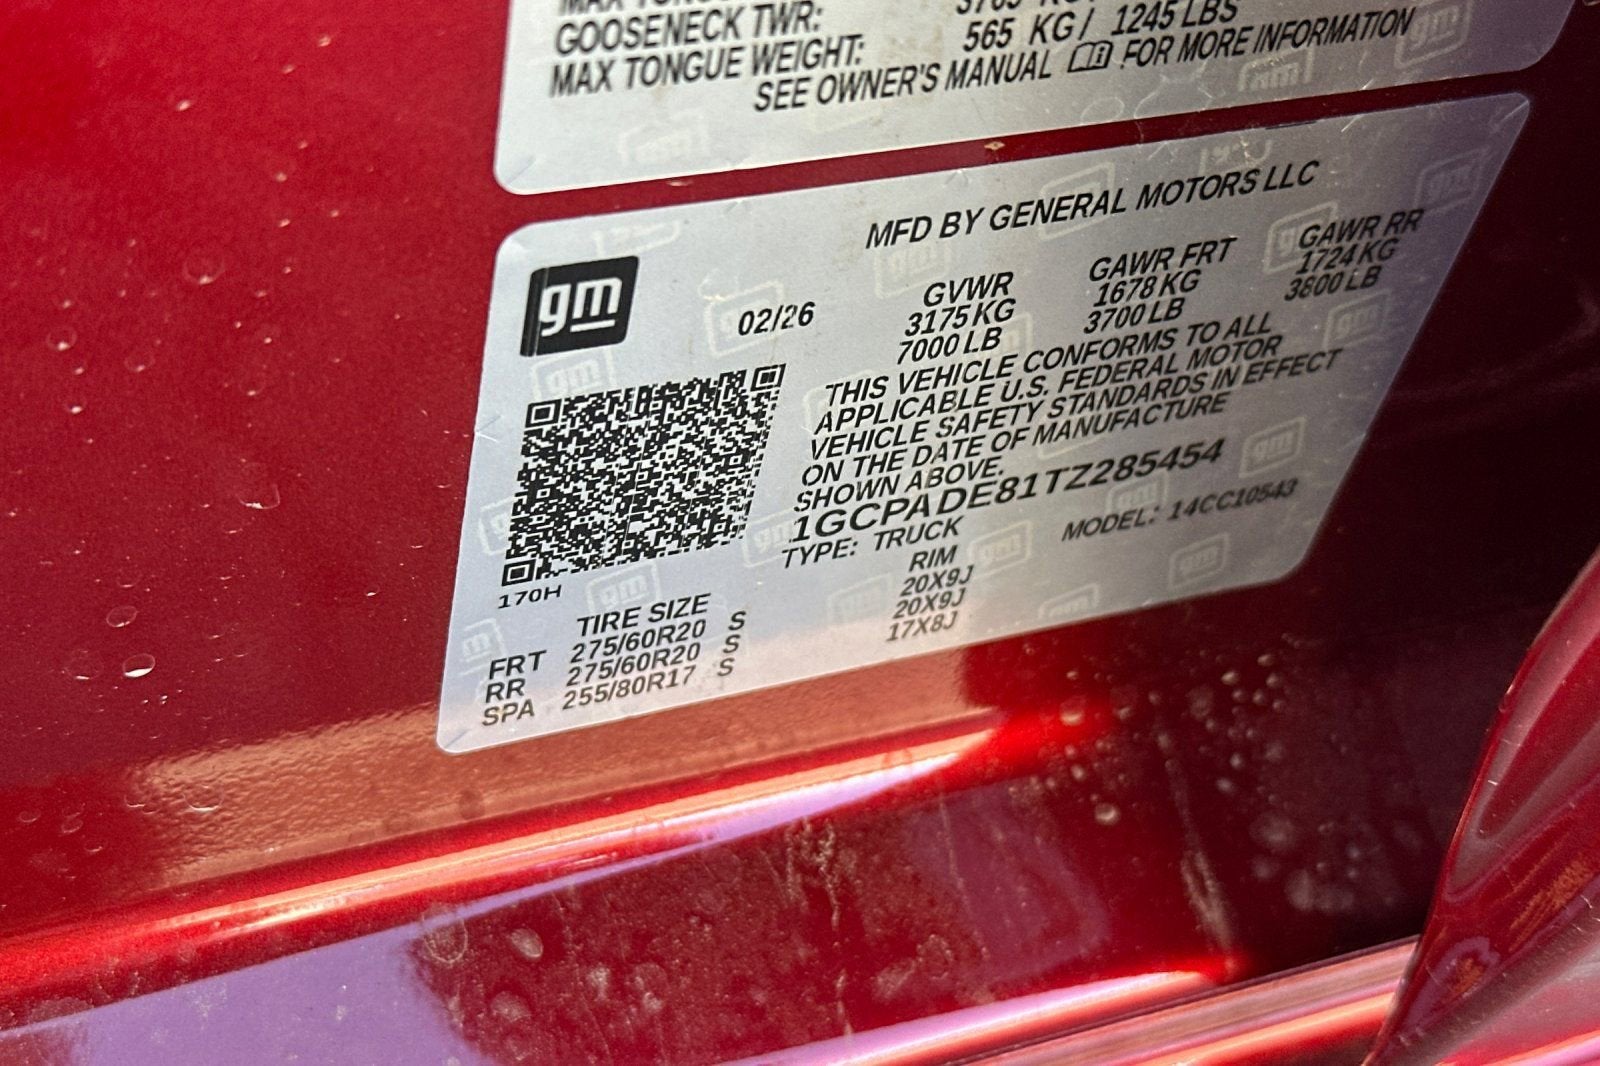 GOOSENECK TWR: 565 KG / 1245 LBS
MAX TONGUE WEIGHT:
SEE OWNER'S MANUAL FOR MORE INFORMATION
MFD BY GENERAL MOTORS LLC
gm
02/26
GVWR GAWR FRT GAWR RR
3175 KG 1678 KG 1724 KG
7000 LB 3700 LB 3800 LB
THIS VEHICLE CONFORMS TO ALL
APPLICABLE U.S. FEDERAL MOTOR
VEHICLE SAFETY STANDARDS IN EFFECT
ON THE DATE OF MANUFACTURE
SHOWN ABOVE.
1GCPADE81TZ285454
TYPE: TRUCK MODEL: 14CC10543
170H
TIRE SIZE RIM
FRT 275/60R20 S 20X9J
RR 275/60R20 S 20X9J
SPA 255/80R17 S 17X8J